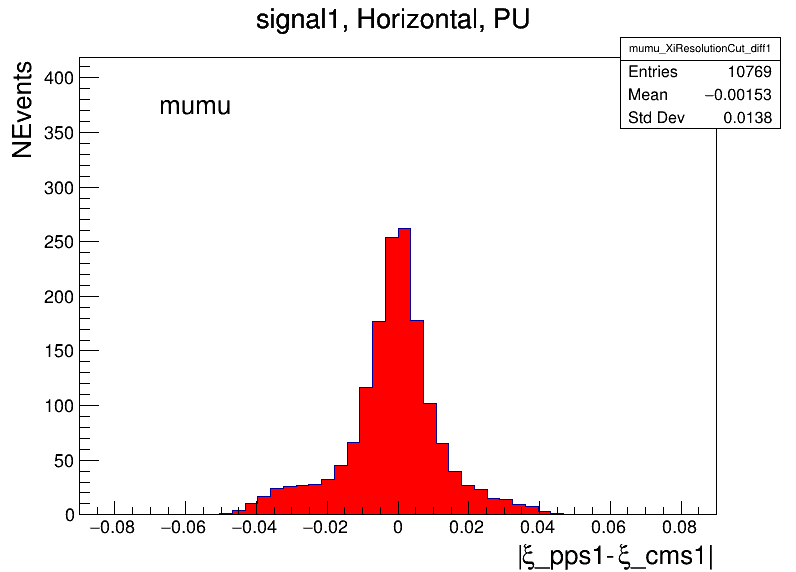 signal1, Horizontal, PU
mumu_XiResolutionCut_diff1
Entries 10769
Mean −0.00153
Std Dev 0.0138
NEvents
mumu
400
350
300
250
200
150
100
50
0
−0.08 −0.06 −0.04 −0.02 0 0.02 0.04 0.06 0.08
|ξ_pps1-ξ_cms1|